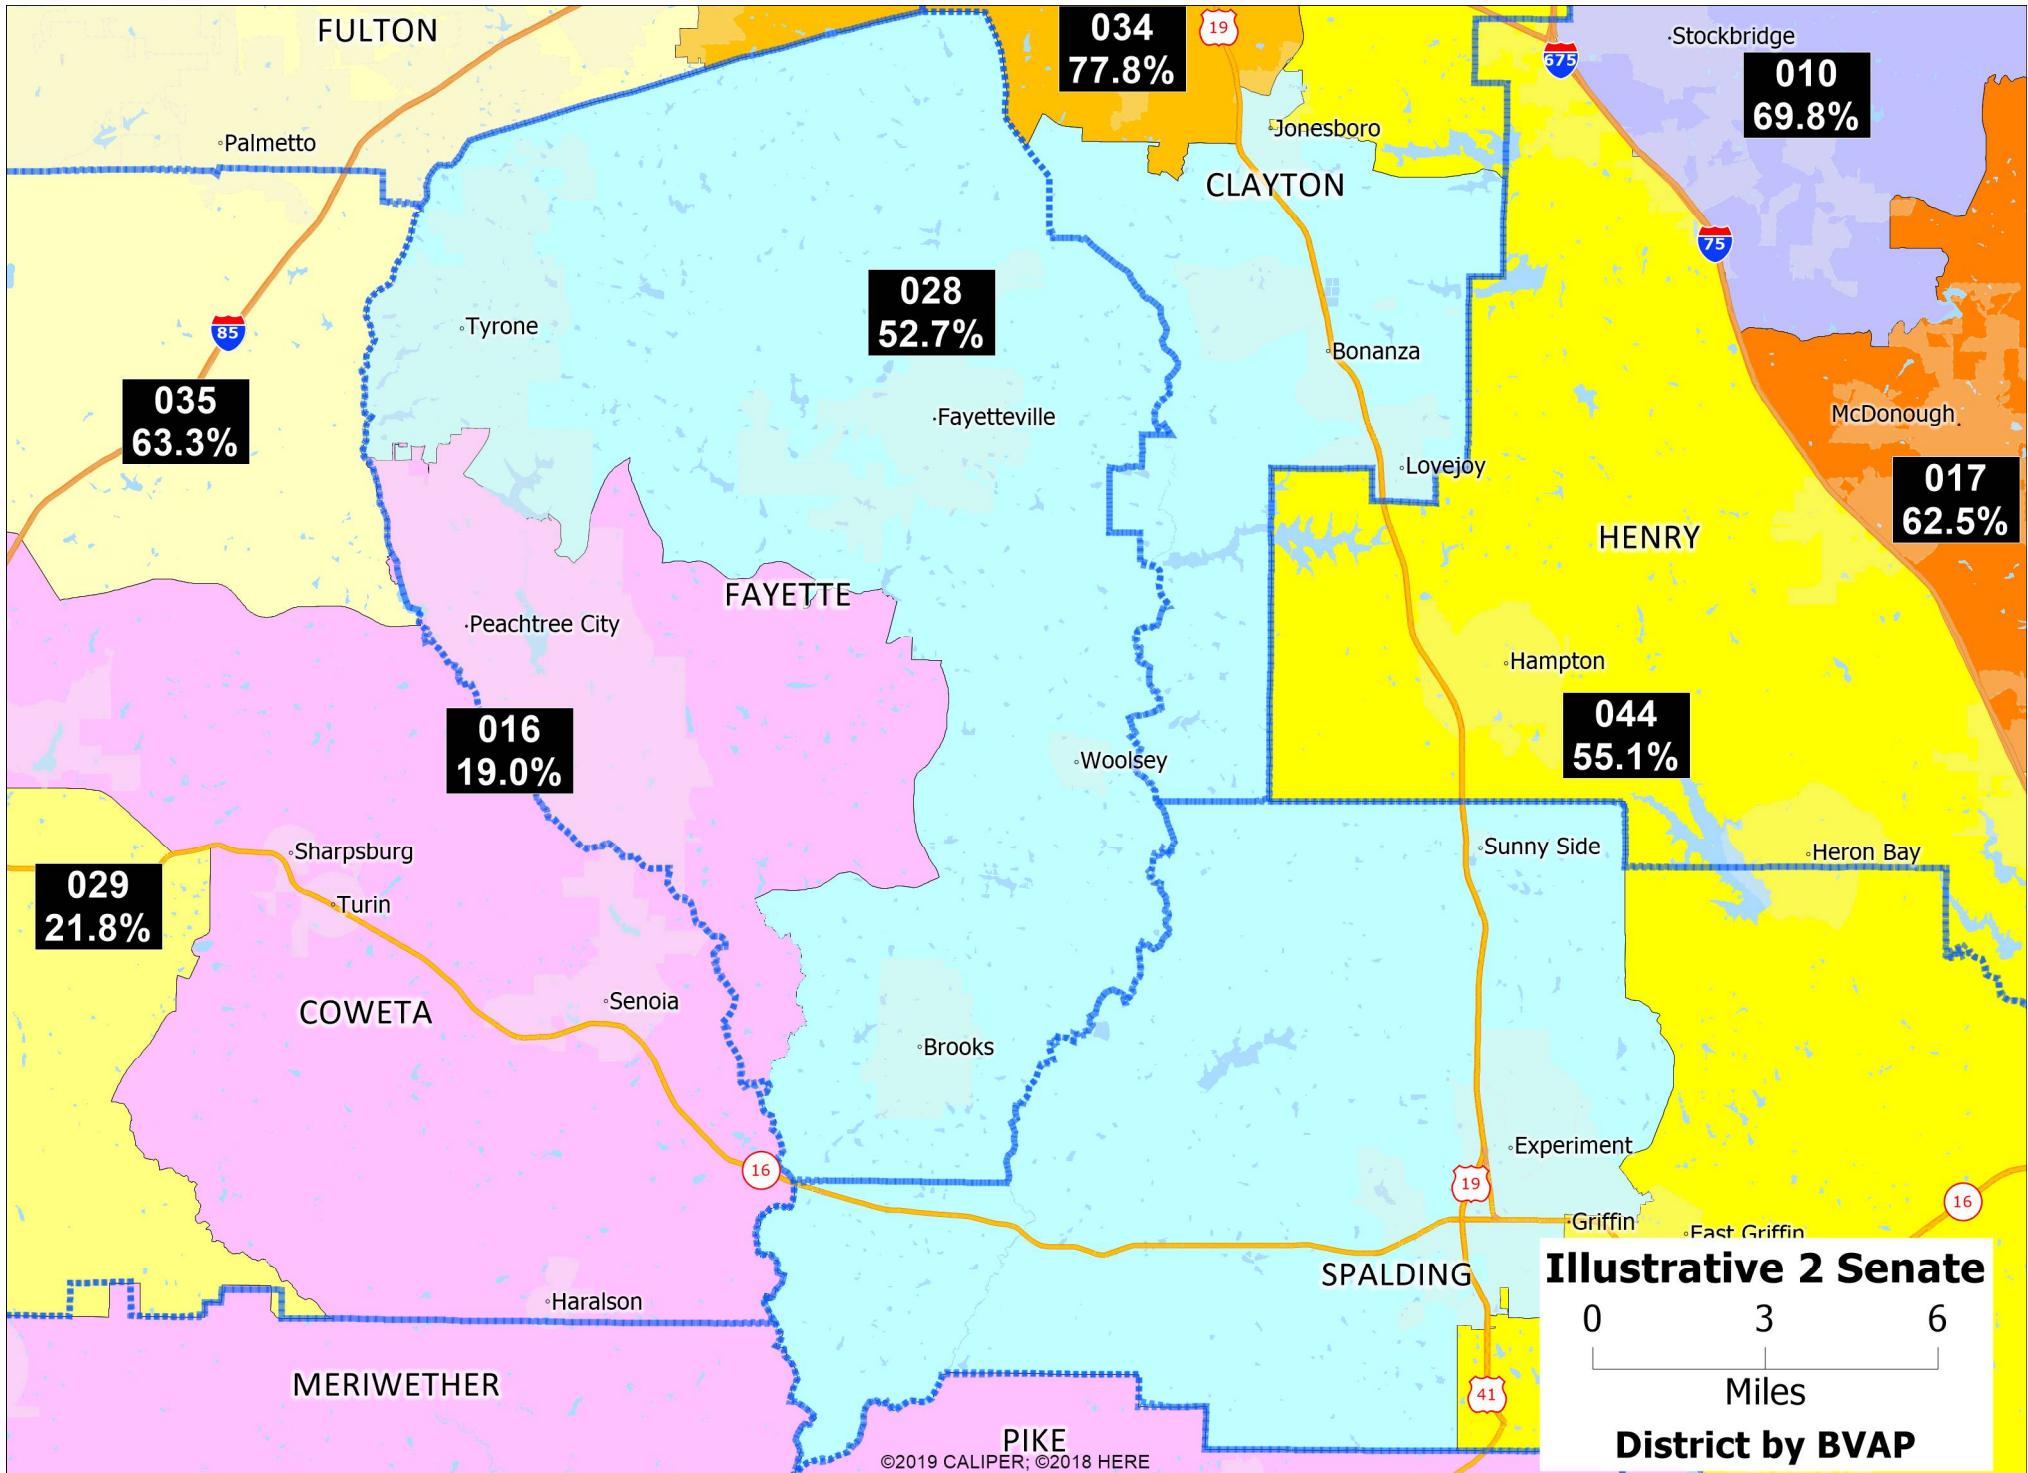 FULTON
034
77.8%
19
675
Stockbridge
010
69.8%
Palmetto
Jonesboro
CLAYTON
75
028
52.7%
Tyrone
85
Bonanza
035
63.3%
Fayetteville
McDonough
Lovejoy
017
62.5%
HENRY
FAYETTE
Peachtree City
Hampton
016
19.0%
044
55.1%
Woolsey
Sharpsburg
Sunny Side
Heron Bay
029
21.8%
Turin
COWETA
Senoia
Brooks
Experiment
16
19
16
Griffin
East Griffin
SPALDING
Illustrative 2 Senate
0 3 6
Miles
District by BVAP
Haralson
MERIWETHER
41
PIKE
©2019 CALIPER; ©2018 HERE